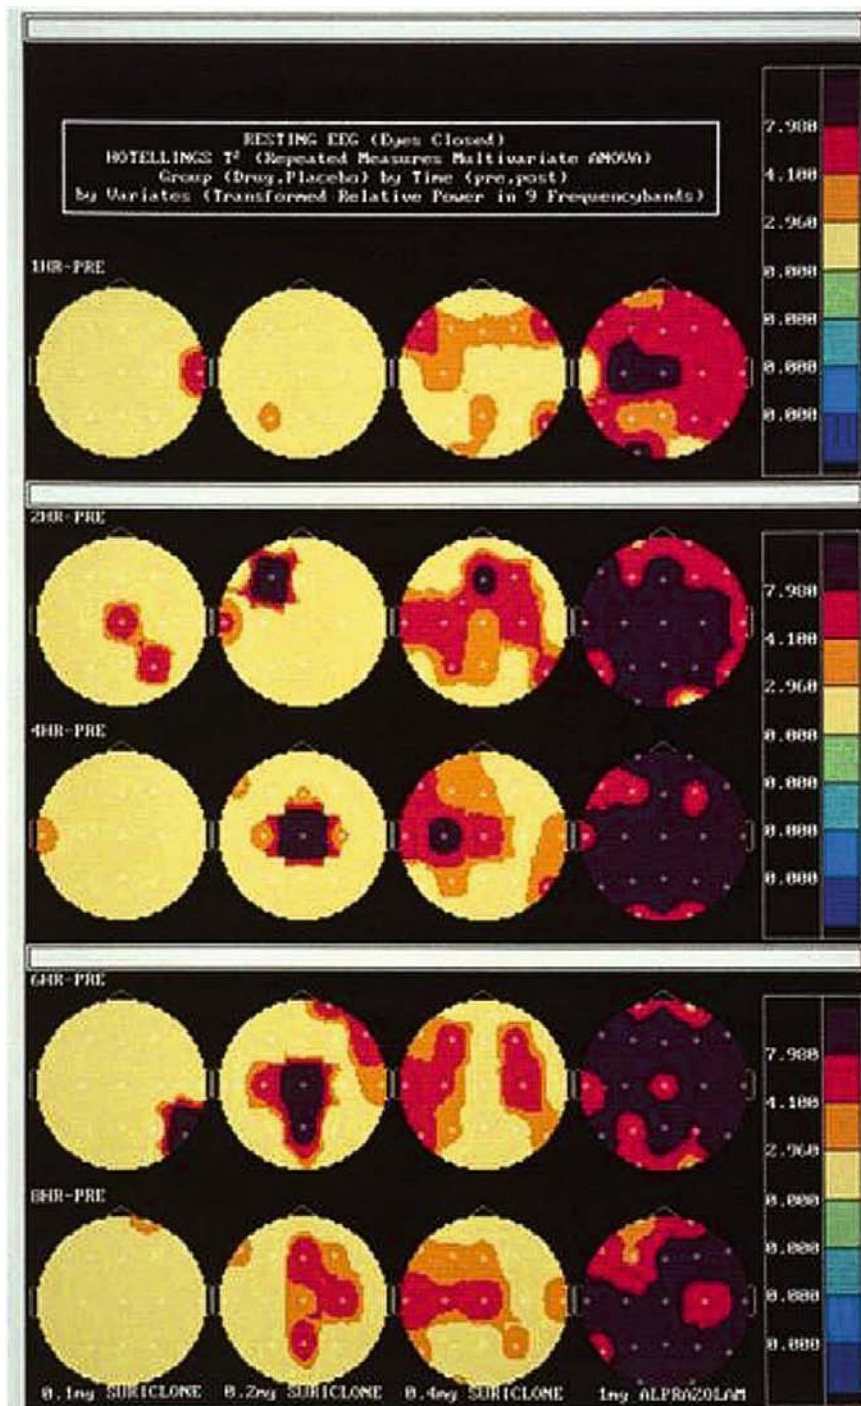 RESTING EEG (Eyes Closed)
HOTELLINGS T² (Repeated Measures Multivariate ANOVA)
Group (Drug,Placebo) by Time (pre,post)
by Variates (Transformed Relative Power in 9 Frequencybands)
7.980
4.100
2.960
0.000
0.000
0.000
0.000
1HR-PRE
2HR-PRE
7.980
4.100
2.960
0.000
0.000
0.000
0.000
4HR-PRE
6HR-PRE
7.980
4.100
2.960
0.000
0.000
0.000
0.000
8HR-PRE
0.1mg SURICLONE 0.2mg SURICLONE 0.4mg SURICLONE 1mg ALPRAZOLAM